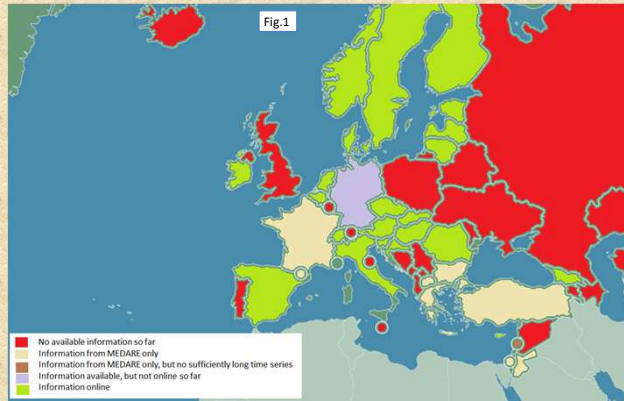 Fig.1
No available information so far
Information from MEDARE only
Information from MEDARE only, but no sufficiently long time series
Information available, but not online so far
Information online